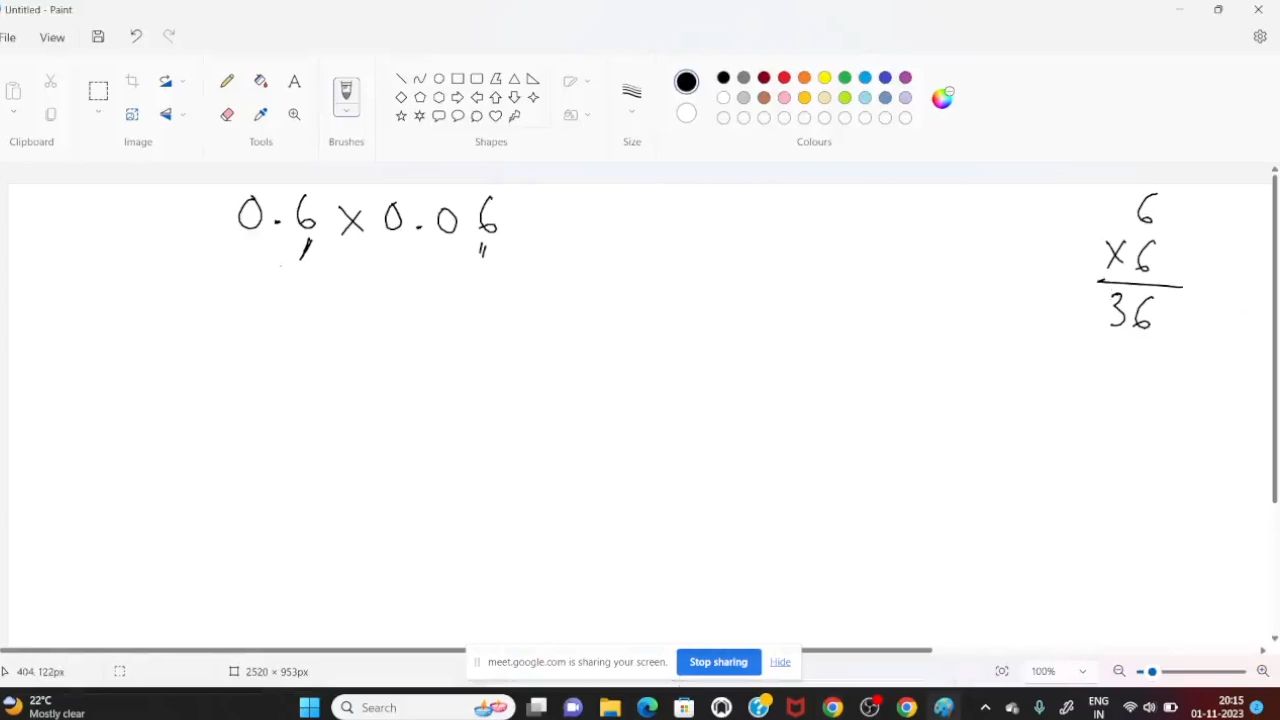 Untitled - Paint
File View
Clipboard Image Tools Brushes Shapes Size Colours
0.6 × 0.06
6
× 6
36
meet.google.com is sharing your screen. Stop sharing Hide
404, 122px 2520 × 953px 100%
22°C
Mostly clear
Search
ENG
IN
20:15
01-11-2023
2